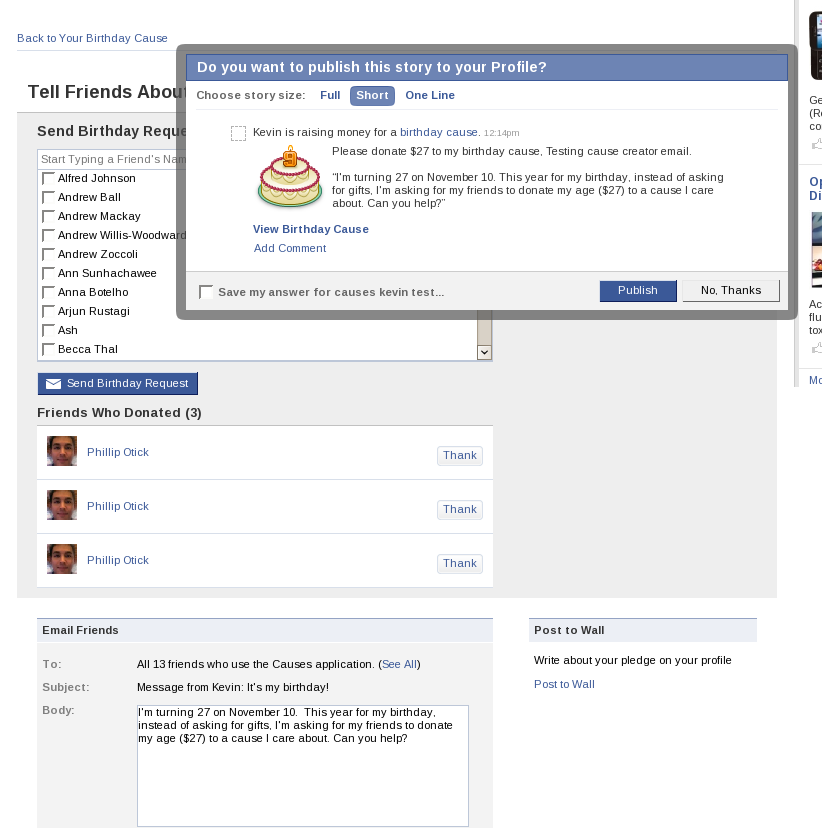 Back to Your Birthday Cause
Tell Friends About
Do you want to publish this story to your Profile?
Choose story size: Full Short One Line
Kevin is raising money for a birthday cause. 12:14pm
Please donate $27 to my birthday cause, Testing cause creator email.
"I'm turning 27 on November 10. This year for my birthday, instead of asking
for gifts, I'm asking for my friends to donate my age ($27) to a cause I care
about. Can you help?"
View Birthday Cause
Add Comment
Save my answer for causes kevin test...
Publish
No, Thanks
Send Birthday Reque
Start Typing a Friend's Nam
Alfred Johnson
Andrew Ball
Andrew Mackay
Andrew Willis-Woodward
Andrew Zoccoli
Ann Sunhachawee
Anna Botelho
Arjun Rustagi
Ash
Becca Thal
Send Birthday Request
Friends Who Donated (3)
Phillip Otick
Thank
Phillip Otick
Thank
Phillip Otick
Thank
Email Friends
To: All 13 friends who use the Causes application. (See All)
Subject: Message from Kevin: It's my birthday!
Body: I'm turning 27 on November 10.  This year for my birthday,
instead of asking for gifts, I'm asking for my friends to donate
my age ($27) to a cause I care about. Can you help?
Post to Wall
Write about your pledge on your profile
Post to Wall
Ge
(Re
co
Op
Di
Ac
flu
tox
Mo
9